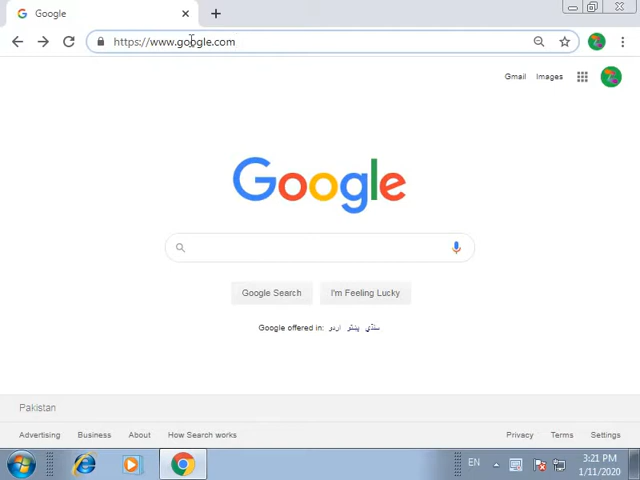 Google
https://www.google.com
Gmail Images
Google
Google Search I'm Feeling Lucky
Google offered in: اردو پښتو سنڌي
Pakistan
Advertising Business About How Search works Privacy Terms Settings
EN 3:21 PM
1/11/2020